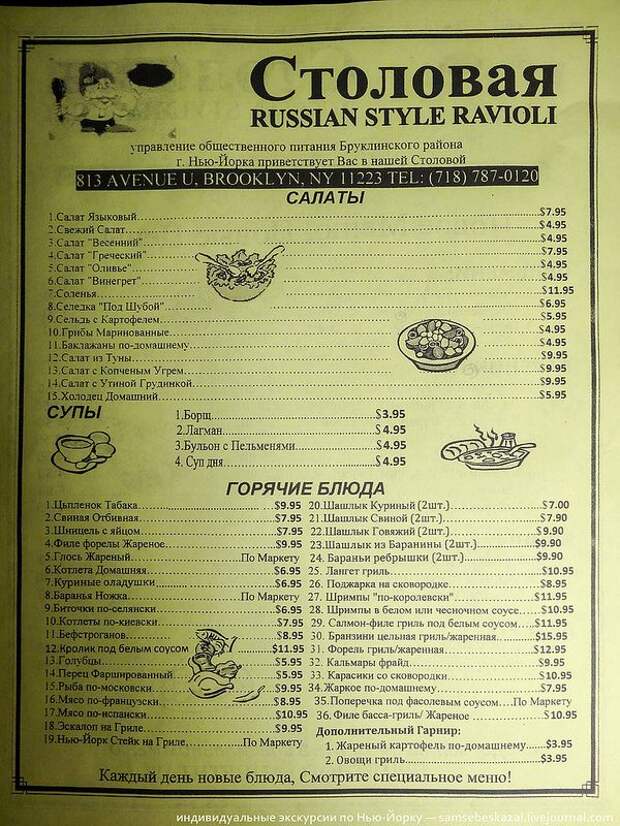 Столовая
RUSSIAN STYLE RAVIOLI
управление общественного питания Бруклинского района
г. Нью-Йорка приветствует Вас в нашей Столовой
813 AVENUE U, BROOKLYN, NY 11223 TEL: (718) 787-0120
САЛАТЫ
1.Салат Языковый.....$7.95
2.Свежий Салат.....$4.95
3.Салат "Весенний".....$4.95
4.Салат "Греческий".....$7.95
5.Салат "Оливье".....$4.95
6.Салат "Винегрет".....$4.95
7.Соленья.....$11.95
8.Селедка "Под Шубой".....$6.95
9.Сельдь с Картофелем.....$5.95
10.Грибы Маринованные.....$4.95
11.Баклажаны по-домашнему.....$4.95
12.Салат из Туны.....$9.95
13.Салат с Копченым Угрем.....$9.95
14.Салат с Утиной Грудинкой.....$9.95
15.Холодец Домашний.....$5.95
СУПЫ
1.Борщ.....$3.95
2.Лагман.....$4.95
3.Бульон с Пельменями.....$4.95
4. Суп дня.....$4.95
ГОРЯЧИЕ БЛЮДА
1.Цыпленок Табака.....$9.95
2.Свиная Отбивная.....$7.95
3.Шницель с яйцом.....$7.95
4.Филе форелы Жареное.....$9.95
5.Глось Жареный.....По Маркету
6.Котлета Домашняя.....$6.95
7.Куриные оладушки.....$6.95
8.Баранья Ножка.....По Маркету
9.Биточки по-селянски.....$6.95
10.Котлеты по-киевски.....$7.95
11.Бефстроганов.....$8.95
12.Кролик под белым соусом.....$11.95
13.Голубцы.....$5.95
14.Перец Фаршированный.....$5.95
15.Рыба по-московски.....$9.95
16.Мясо по-французски.....$8.95
17.Мясо по-испански.....$10.95
18.Эскалоп на Гриле.....$9.95
19.Нью-Йорк Стейк на Гриле.....По Маркету
20.Шашлык Куриный (2шт.).....$7.00
21.Шашлык Свиной (2шт.).....$7.90
22.Шашлык Говяжий (2шт.).....$9.90
23.Шашлык из Баранины (2шт.).....$9.90
24. Бараньи ребрышки (2шт.).....$9.90
25. Лангет гриль.....$10.95
26. Поджарка на сковородке.....$8.95
27. Шримпы "по-королевски".....$11.95
28. Шримпы в белом или чесночном соусе.....$10.95
29. Салмон-филе гриль под белым соусом.....$11.95
30. Бранзини цельная гриль/жаренная.....$15.95
31. Форель гриль/жаренная.....$12.95
32. Кальмары фрайд.....$9.95
33. Карасики со сковородки.....$10.95
34.Жаркое по-домашнему.....$7.95
35.Поперечка под фасолевым соусом.....По Маркету
36. Филе басса-гриль/ Жареное.....$10.95
Дополнительный Гарнир:
1. Жареный картофель по-домашнему.....$3.95
2. Овощи гриль.....$3.95
Каждый день новые блюда, Смотрите специальное меню!
индивидуальные экскурсии по Нью-Йорку — samsebeskazal.livejournal.com